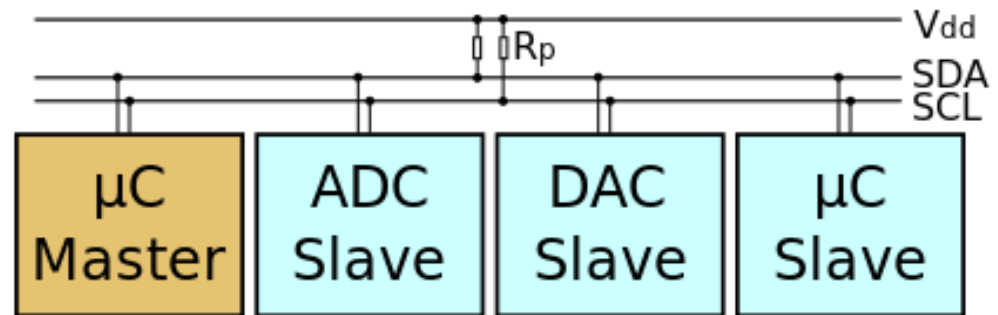 Vdd
Rp
SDA
SCL
µC
Master
ADC
Slave
DAC
Slave
µC
Slave